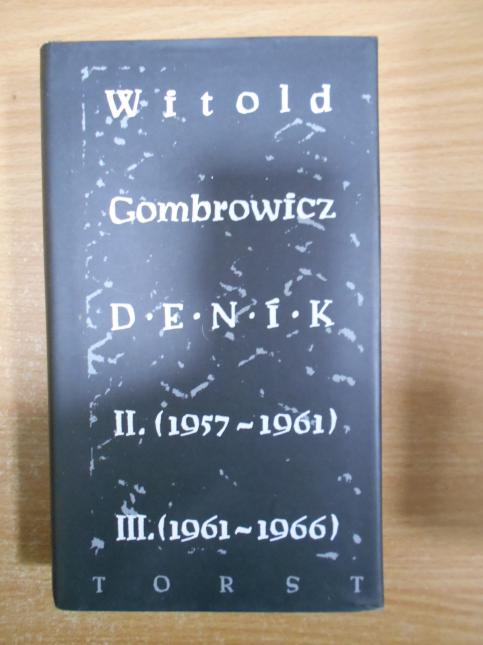 Witold
Gombrowicz
D·E·N·Í·K
II. (1957~1961)
III. (1961~1966)
TORST